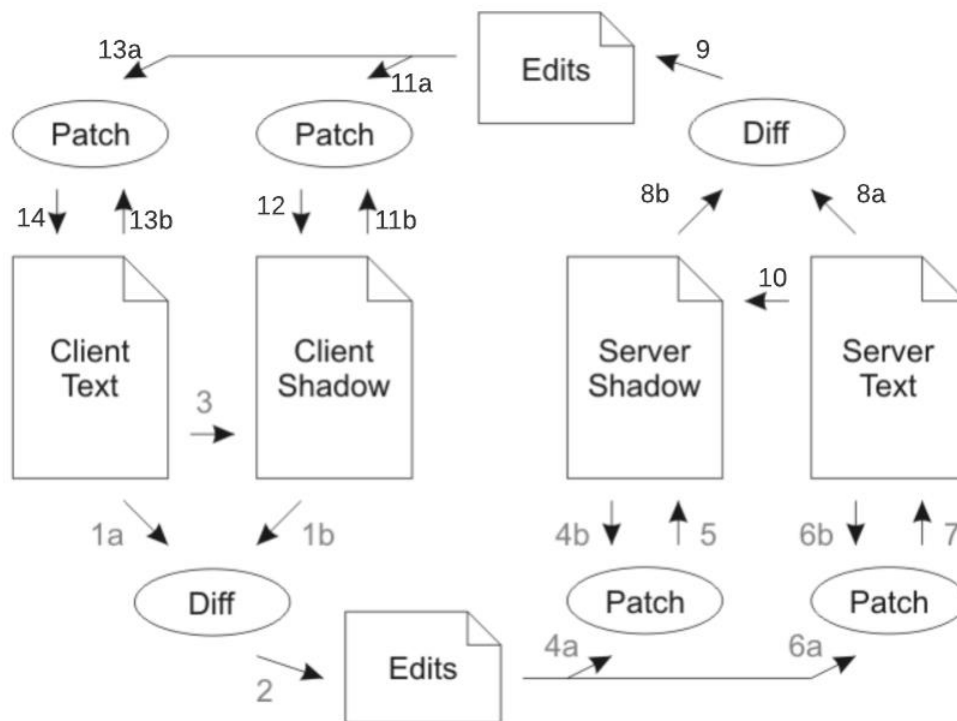 13a
9
Edits
11a
Patch
Patch
Diff
8b
8a
14
13b
12
11b
10
Client
Text
Client
Shadow
Server
Shadow
Server
Text
3
1a
1b
4b
5
6b
7
Diff
Patch
Patch
4a
6a
2
Edits